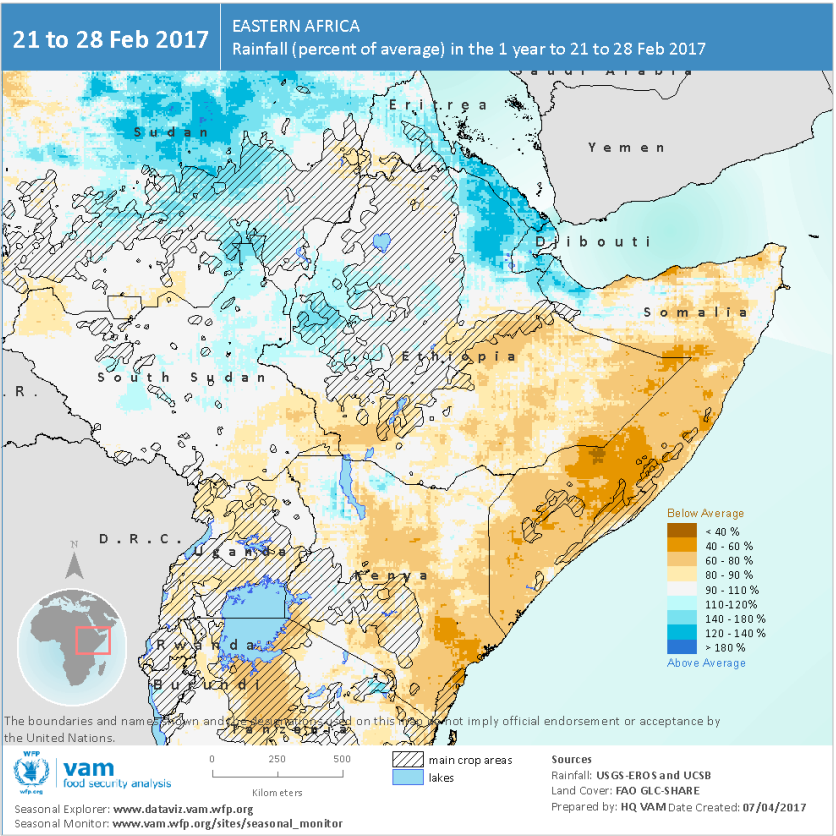 21 to 28 Feb 2017
EASTERN AFRICA
Rainfall (percent of average) in the 1 year to 21 to 28 Feb 2017
Saudi Arabia
Eritrea
Sudan
Yemen
Djibouti
Somalia
Ethiopia
South Sudan
.R.
D.R.C.
Uganda
Kenya
Rwanda
Burundi
Tanzania
N
Below Average
< 40 %
40 - 60 %
60 - 80 %
80 - 90 %
90 - 110 %
110-120%
140 - 180 %
120 - 140 %
> 180 %
Above Average
The boundaries and names shown and the designations used on this map do not imply official endorsement or acceptance by
the United Nations.
WFP
wfp.org
vam
food security analysis
0 250 500
Kilometers
main crop areas
lakes
Sources
Rainfall: USGS-EROS and UCSB
Land Cover: FAO GLC-SHARE
Prepared by: HQ VAM Date Created: 07/04/2017
Seasonal Explorer: www.dataviz.vam.wfp.org
Seasonal Monitor: www.vam.wfp.org/sites/seasonal_monitor